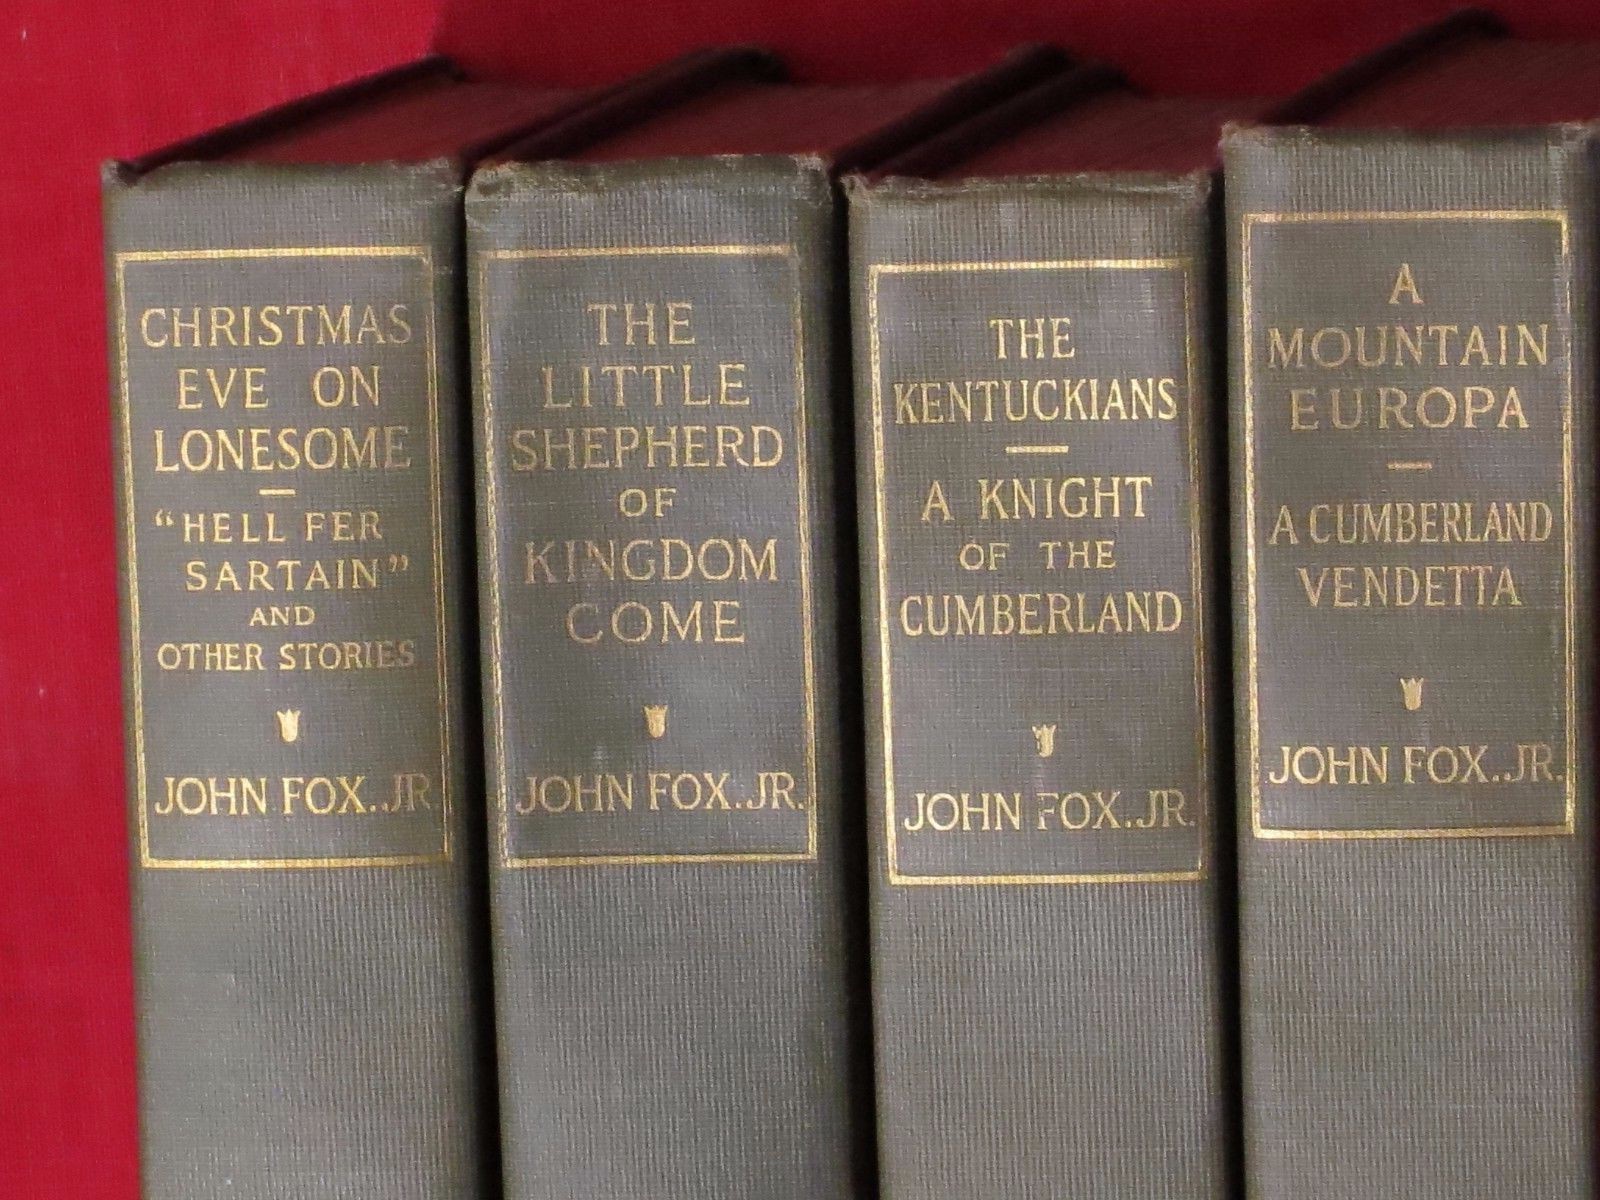 CHRISTMAS
EVE ON
LONESOME
"HELL FER
SARTAIN"
AND
OTHER STORIES
JOHN FOX.,JR
THE
LITTLE
SHEPHERD
OF
KINGDOM
COME
JOHN FOX.,JR.
THE
KENTUCKIANS
A KNIGHT
OF THE
CUMBERLAND
JOHN FOX.,JR.
A
MOUNTAIN
EUROPA
A CUMBERLAND
VENDETTA
JOHN FOX.,JR.